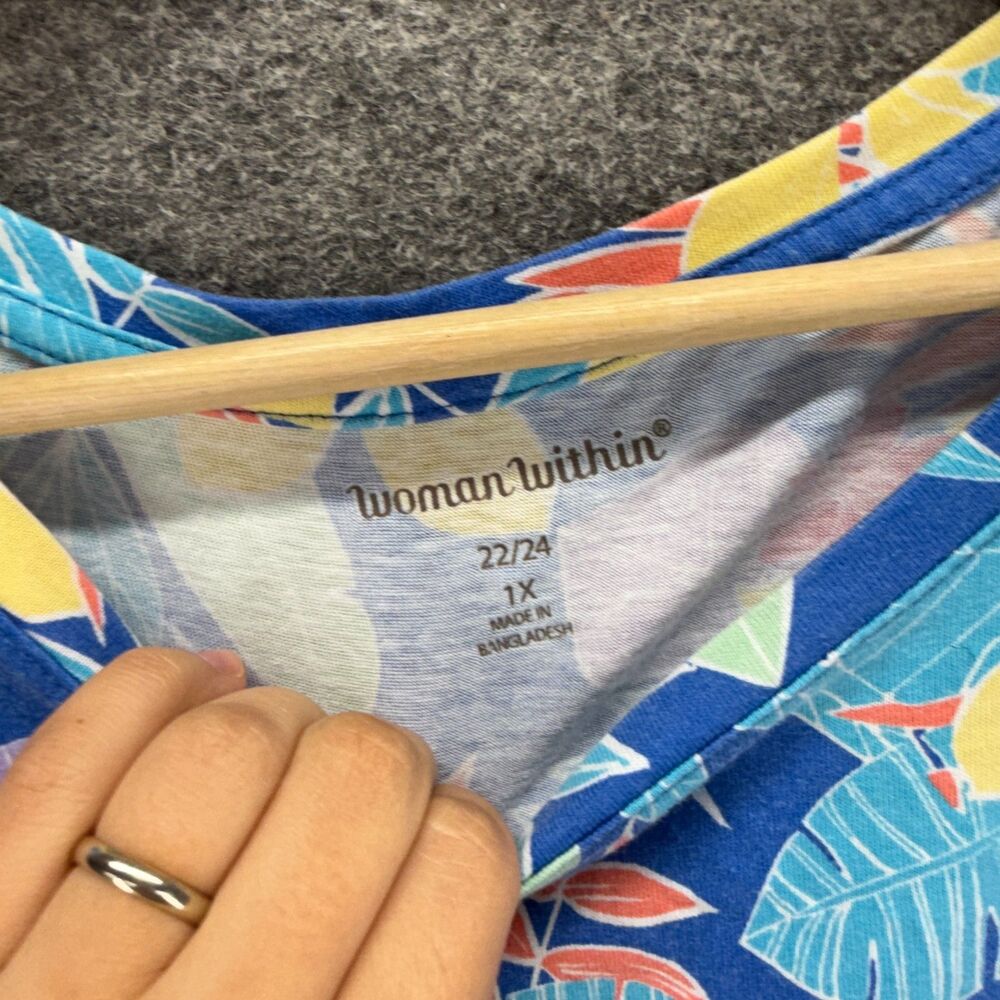 Woman Within®
22/24
1X
MADE IN
BANGLADESH